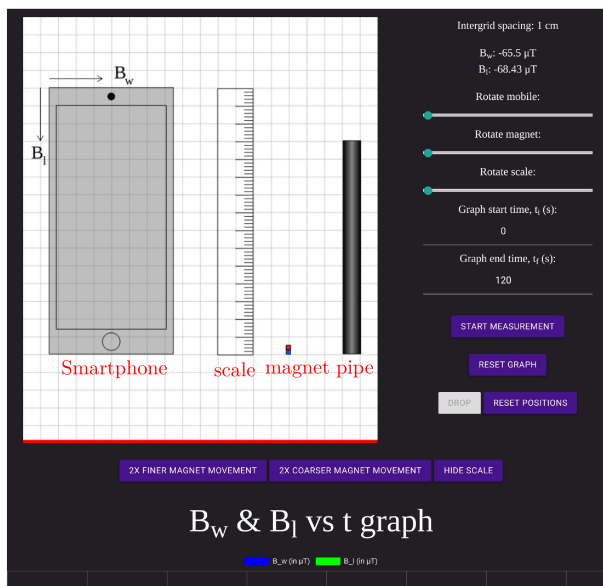 Intergrid spacing: 1 cm
B_w: -65.5 μT
B_l: -68.43 μT
Rotate mobile:
Rotate magnet:
Rotate scale:
Graph start time, t_i (s):
0
Graph end time, t_f (s):
120
START MEASUREMENT
RESET GRAPH
DROP RESET POSITIONS
B_w
B_l
Smartphone scale magnet pipe
2X FINER MAGNET MOVEMENT 2X COARSER MAGNET MOVEMENT HIDE SCALE
B_w & B_l vs t graph
B_w (in μT) B_l (in μT)